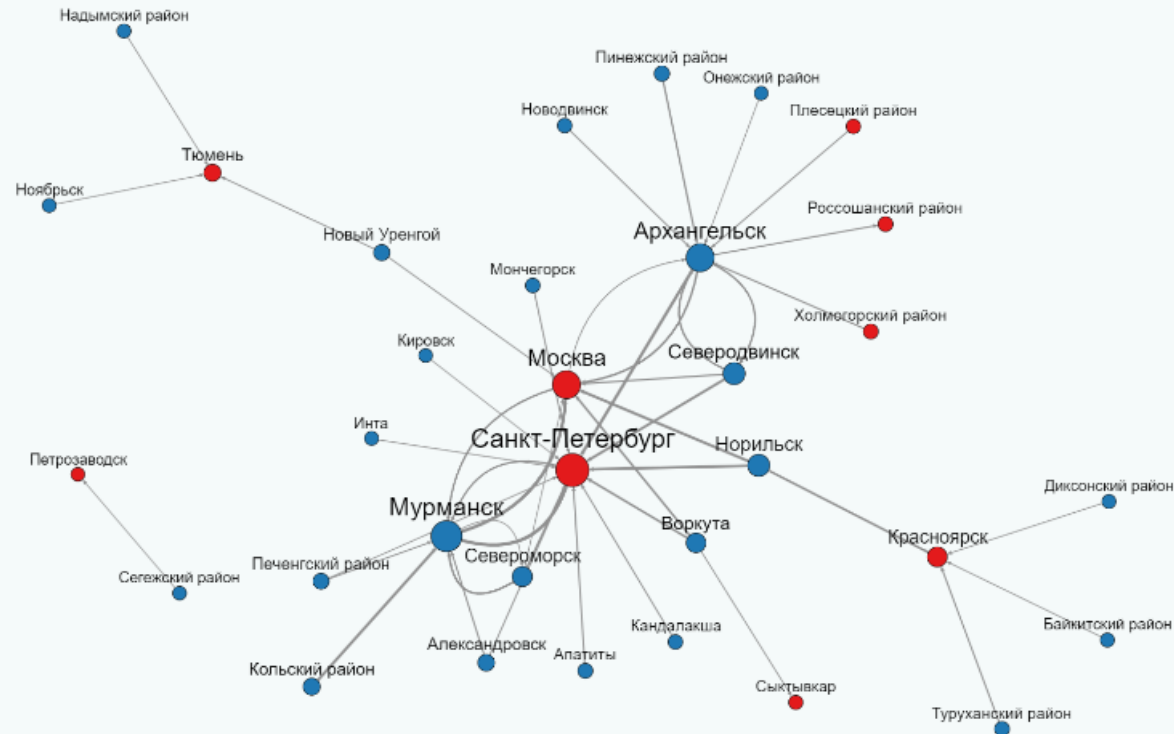 Надымский район
Пинежский район
Онежский район
Новодвинск
Плесецкий район
Тюмень
Ноябрьск
Россошанский район
Архангельск
Новый Уренгой
Мончегорск
Холмогорский район
Кировск
Москва
Северодвинск
Инта
Санкт-Петербург
Норильск
Петрозаводск
Диксонский район
Мурманск
Воркута
Красноярск
Североморск
Печенгский район
Сегежский район
Кандалакша
Байкитский район
Александровск
Апатиты
Кольский район
Сыктывкар
Туруханский район